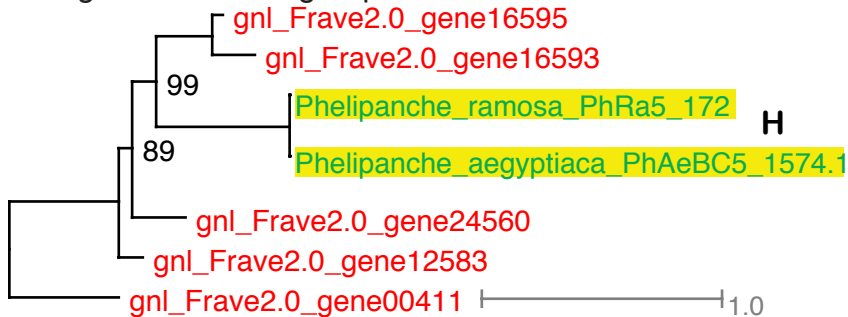 gnl_Frave2.0_gene16595
gnl_Frave2.0_gene16593
99
Phelipanche_ramosa_PhRa5_172
H
89
Phelipanche_aegyptiaca_PhAeBC5_1574.1
gnl_Frave2.0_gene24560
gnl_Frave2.0_gene12583
gnl_Frave2.0_gene00411
1.0